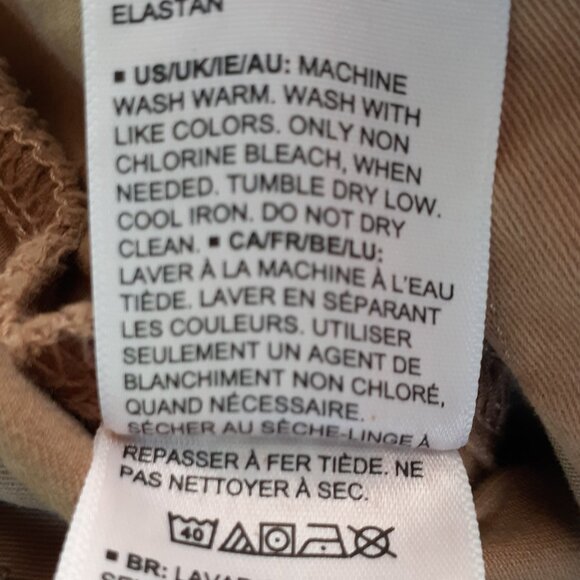 ELASTAN
▪ US/UK/IE/AU: MACHINE
WASH WARM. WASH WITH
LIKE COLORS. ONLY NON
CHLORINE BLEACH, WHEN
NEEDED. TUMBLE DRY LOW.
COOL IRON. DO NOT DRY
CLEAN. ▪ CA/FR/BE/LU:
LAVER À LA MACHINE À L'EAU
TIÈDE. LAVER EN SÉPARANT
LES COULEURS. UTILISER
SEULEMENT UN AGENT DE
BLANCHIMENT NON CHLORÉ,
QUAND NÉCESSAIRE.
SÉCHER AU SÈCHE-LINGE À
REPASSER À FER TIÈDE. NE
PAS NETTOYER À SEC.
40
▪ BR: